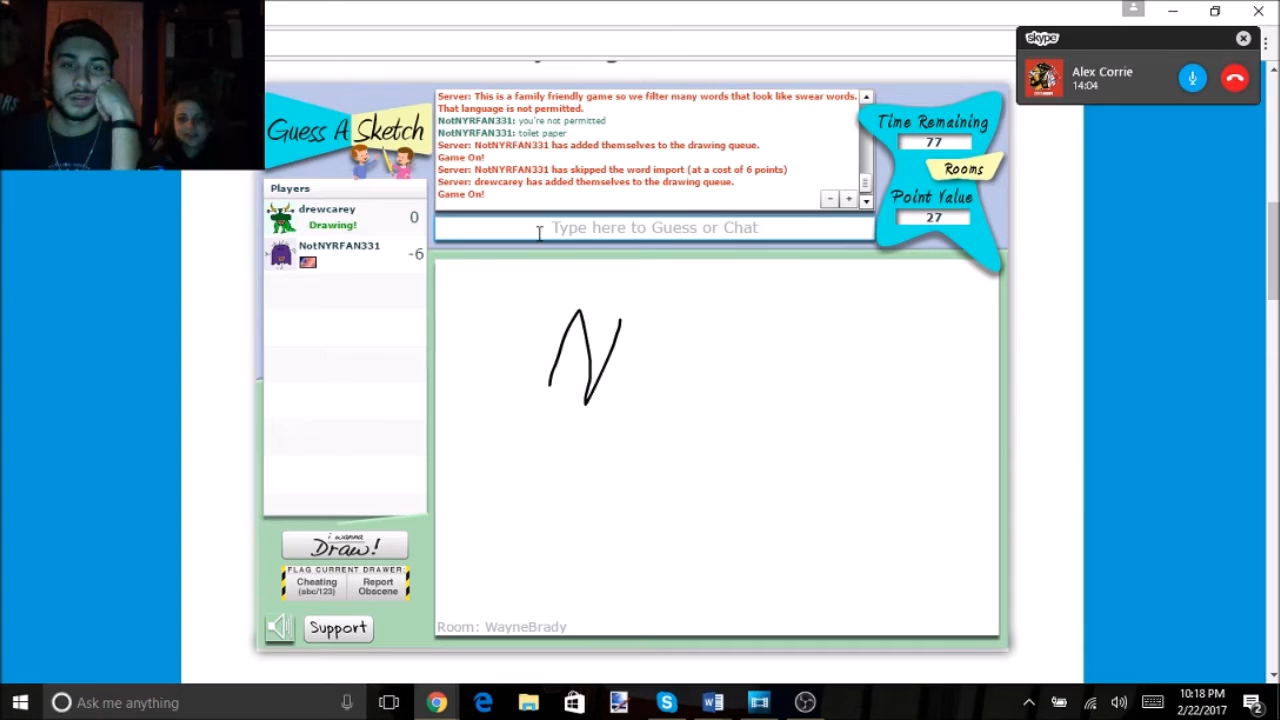 skype
Alex Corrie
14:04
Guess A Sketch
Server: This is a family friendly game so we filter many words that look like swear words.
That language is not permitted.
NotNYRFAN331: you're not permitted
NotNYRFAN331: toilet paper
Server: NotNYRFAN331 has added themselves to the drawing queue.
Game On!
Server: NotNYRFAN331 has skipped the word import (at a cost of 6 points)
Server: drewcarey has added themselves to the drawing queue.
Game On!
- +
Type here to Guess or Chat
Time Remaining
77
Rooms
Point Value
27
Players
drewcarey 0
Drawing!
NotNYRFAN331 -6
N
i wanna
Draw!
FLAG CURRENT DRAWER:
Cheating
(abc/123)
Report
Obscene
Support
Room: WayneBrady
Ask me anything
10:18 PM
2/22/2017
2